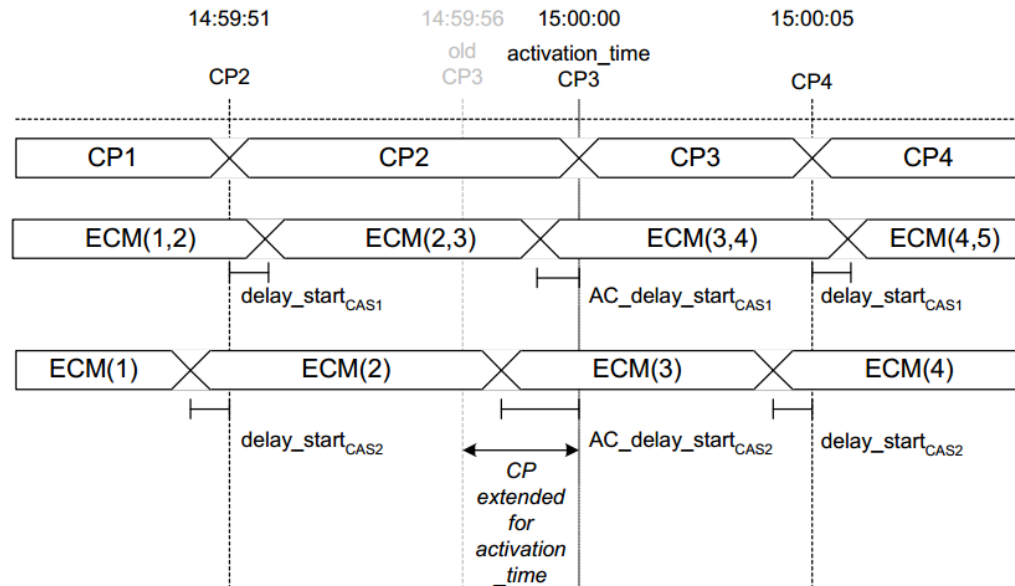 14:59:51
14:59:56
15:00:00
15:00:05
old
CP3
activation_time
CP3
CP2
CP4
CP1
CP2
CP3
CP4
ECM(1,2)
ECM(2,3)
ECM(3,4)
ECM(4,5)
delay_startCAS1
AC_delay_startCAS1
delay_startCAS1
ECM(1)
ECM(2)
ECM(3)
ECM(4)
delay_startCAS2
AC_delay_startCAS2
delay_startCAS2
CP
extended
for
activation
_time